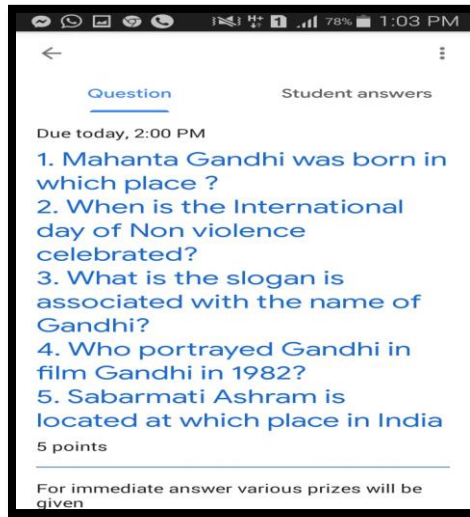 H+ 1 78% 1:03 PM
Question Student answers
Due today, 2:00 PM
1. Mahanta Gandhi was born in
which place ?
2. When is the International
day of Non violence
celebrated?
3. What is the slogan is
associated with the name of
Gandhi?
4. Who portrayed Gandhi in
film Gandhi in 1982?
5. Sabarmati Ashram is
located at which place in India
5 points
For immediate answer various prizes will be
given